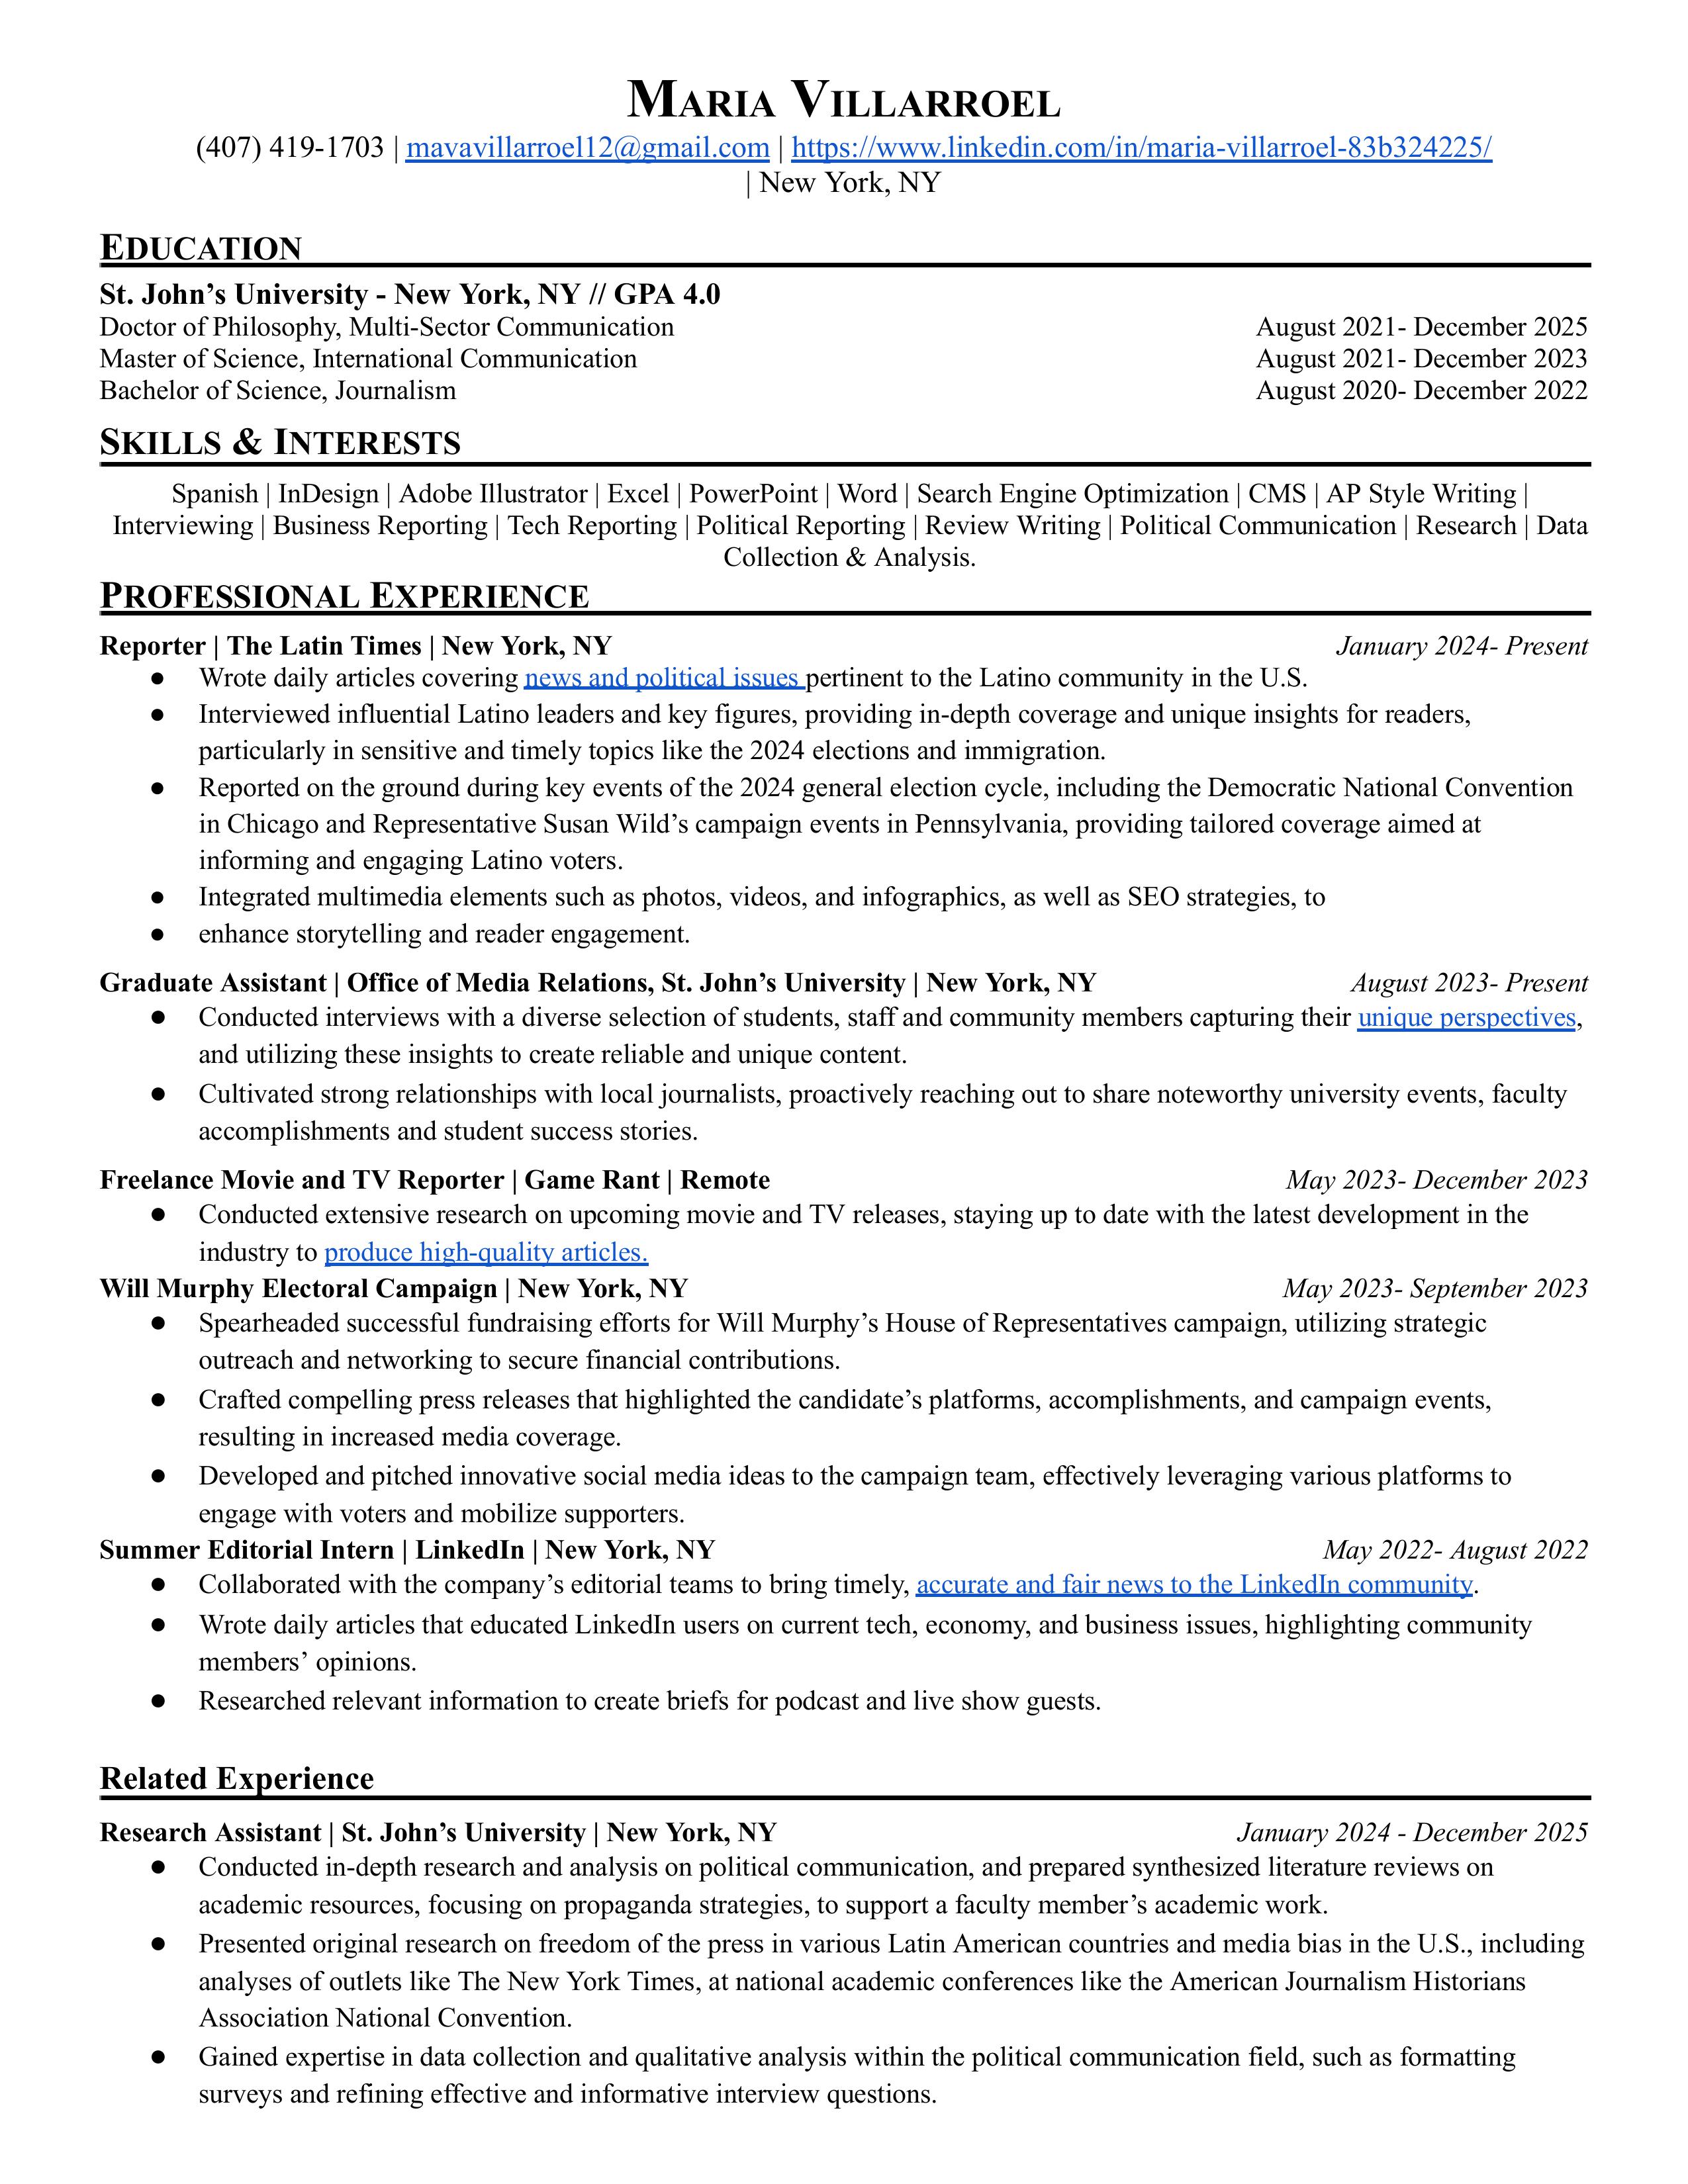 MARIA VILLARROEL
(407) 419-1703 | mavavillarroel12@gmail.com | https://www.linkedin.com/in/maria-villarroel-83b324225/
| New York, NY
EDUCATION
St. John’s University - New York, NY // GPA 4.0
Doctor of Philosophy, Multi-Sector Communication August 2021- December 2025
Master of Science, International Communication August 2021- December 2023
Bachelor of Science, Journalism August 2020- December 2022
SKILLS & INTERESTS
Spanish | InDesign | Adobe Illustrator | Excel | PowerPoint | Word | Search Engine Optimization | CMS | AP Style Writing |
Interviewing | Business Reporting | Tech Reporting | Political Reporting | Review Writing | Political Communication | Research | Data
Collection & Analysis.
PROFESSIONAL EXPERIENCE
Reporter | The Latin Times | New York, NY January 2024- Present
● Wrote daily articles covering news and political issues pertinent to the Latino community in the U.S.
● Interviewed influential Latino leaders and key figures, providing in-depth coverage and unique insights for readers,
particularly in sensitive and timely topics like the 2024 elections and immigration.
● Reported on the ground during key events of the 2024 general election cycle, including the Democratic National Convention
in Chicago and Representative Susan Wild’s campaign events in Pennsylvania, providing tailored coverage aimed at
informing and engaging Latino voters.
● Integrated multimedia elements such as photos, videos, and infographics, as well as SEO strategies, to
● enhance storytelling and reader engagement.
Graduate Assistant | Office of Media Relations, St. John’s University | New York, NY August 2023- Present
● Conducted interviews with a diverse selection of students, staff and community members capturing their unique perspectives,
and utilizing these insights to create reliable and unique content.
● Cultivated strong relationships with local journalists, proactively reaching out to share noteworthy university events, faculty
accomplishments and student success stories.
Freelance Movie and TV Reporter | Game Rant | Remote May 2023- December 2023
● Conducted extensive research on upcoming movie and TV releases, staying up to date with the latest development in the
industry to produce high-quality articles.
Will Murphy Electoral Campaign | New York, NY May 2023- September 2023
● Spearheaded successful fundraising efforts for Will Murphy’s House of Representatives campaign, utilizing strategic
outreach and networking to secure financial contributions.
● Crafted compelling press releases that highlighted the candidate’s platforms, accomplishments, and campaign events,
resulting in increased media coverage.
● Developed and pitched innovative social media ideas to the campaign team, effectively leveraging various platforms to
engage with voters and mobilize supporters.
Summer Editorial Intern | LinkedIn | New York, NY May 2022- August 2022
● Collaborated with the company’s editorial teams to bring timely, accurate and fair news to the LinkedIn community.
● Wrote daily articles that educated LinkedIn users on current tech, economy, and business issues, highlighting community
members’ opinions.
● Researched relevant information to create briefs for podcast and live show guests.
Related Experience
Research Assistant | St. John’s University | New York, NY January 2024 - December 2025
● Conducted in-depth research and analysis on political communication, and prepared synthesized literature reviews on
academic resources, focusing on propaganda strategies, to support a faculty member’s academic work.
● Presented original research on freedom of the press in various Latin American countries and media bias in the U.S., including
analyses of outlets like The New York Times, at national academic conferences like the American Journalism Historians
Association National Convention.
● Gained expertise in data collection and qualitative analysis within the political communication field, such as formatting
surveys and refining effective and informative interview questions.